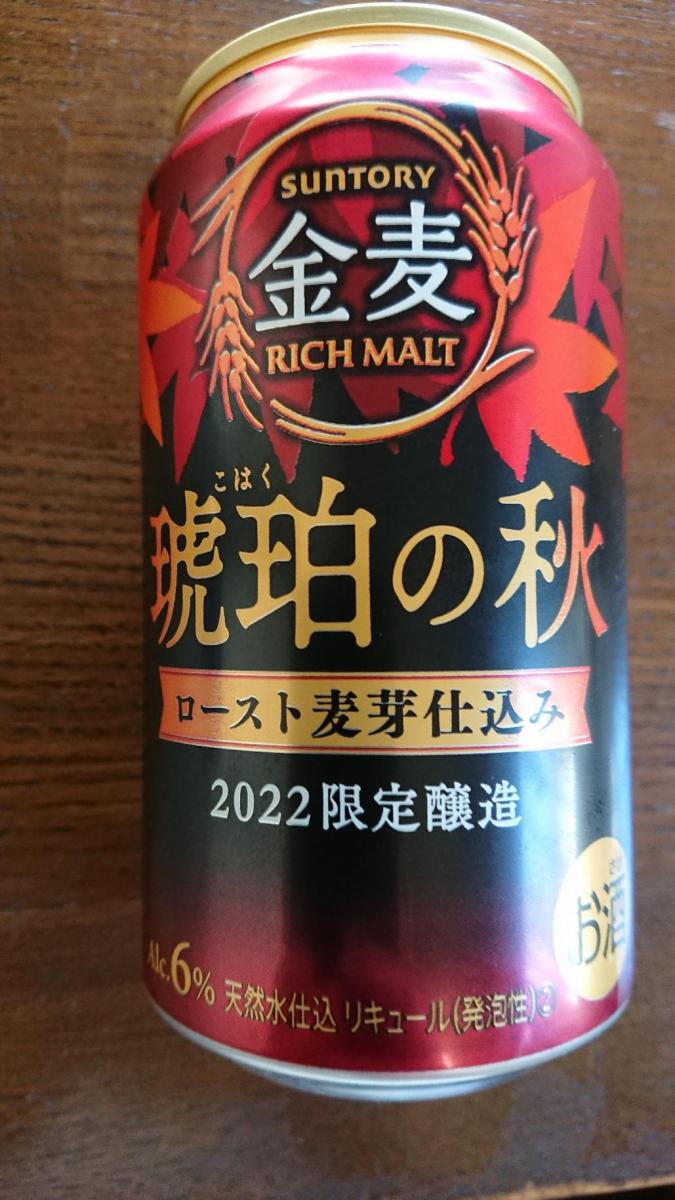 SUNTORY
金麦
RICH MALT
こはく
琥珀の秋
ロースト麦芽仕込み
2022限定醸造
さけ
お酒
Alc.6% 天然水仕込 リキュール(発泡性)②